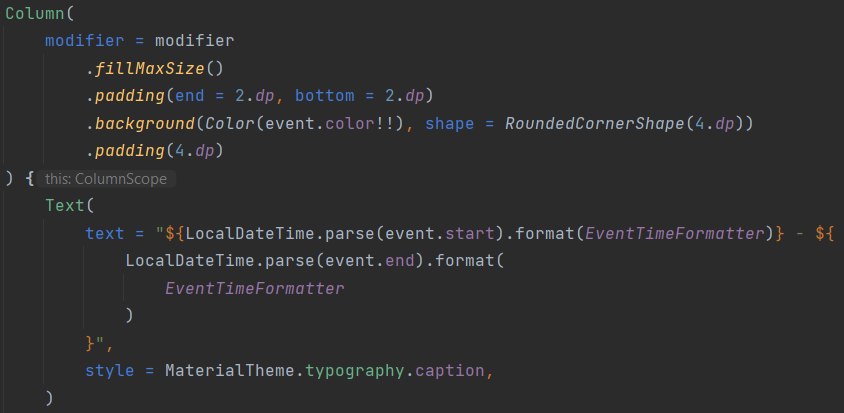 Column(
    modifier = modifier
        .fillMaxSize()
        .padding(end = 2.dp, bottom = 2.dp)
        .background(Color(event.color!!), shape = RoundedCornerShape(4.dp))
        .padding(4.dp)
) { this: ColumnScope
    Text(
        text = "${LocalDateTime.parse(event.start).format(EventTimeFormatter)} - ${
            LocalDateTime.parse(event.end).format(
                EventTimeFormatter
            )
        }",
        style = MaterialTheme.typography.caption,
    )